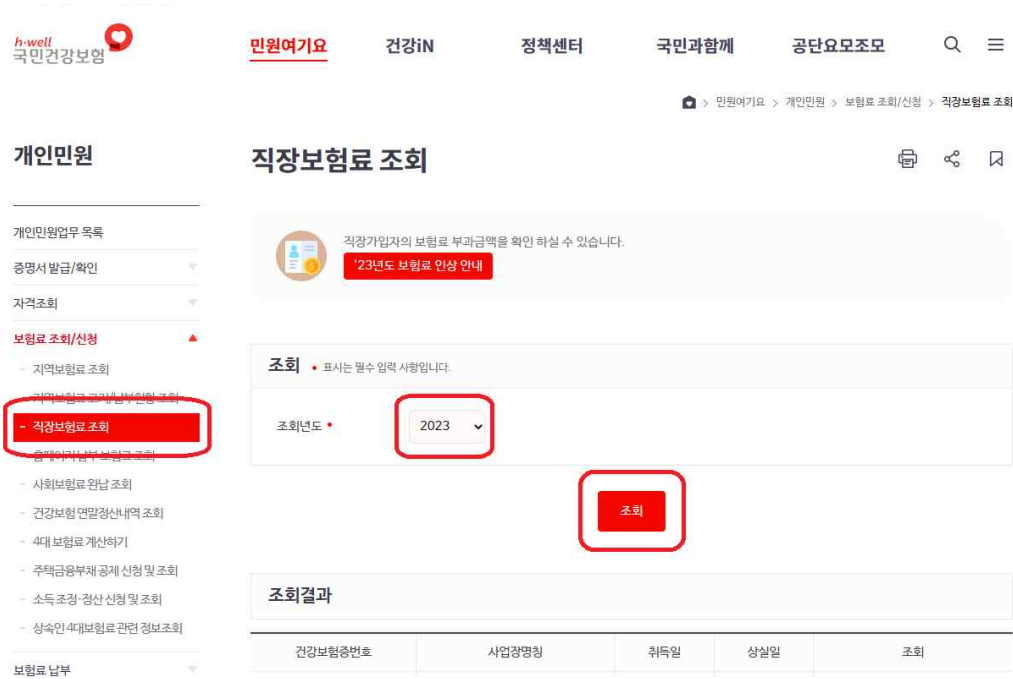 h·well
국민건강보험
민원여기요 건강iN 정책센터 국민과함께 공단요모조모
> 민원여기요 > 개인민원 > 보험료 조회/신청 > 직장보험료 조회
개인민원
개인민원업무 목록
증명서 발급/확인
자격조회
보험료 조회/신청
- 지역보험료 조회
- 직장보험료 조회
- 홈페이지 납부 보험료 조회
- 사회보험료 완납 조회
- 건강보험 연말정산내역 조회
- 4대 보험료 계산하기
- 주택금융부채 공제 신청 및 조회
- 소득 조정·정산 신청 및 조회
- 상속인 4대보험료 관련 정보조회
보험료 납부
직장보험료 조회
직장가입자의 보험료 부과금액을 확인 하실 수 있습니다.
'23년도 보험료 인상 안내
조회 • 표시는 필수 입력 사항입니다.
조회년도 • 2023
조회
조회결과
건강보험증번호 사업장명칭 취득일 상실일 조회